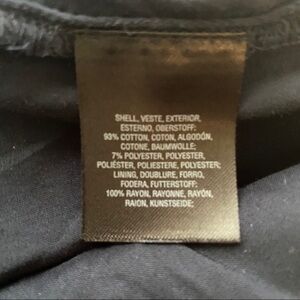 SHELL, VESTE, EXTERIOR,
ESTERNO, OBERSTOFF:
93% COTTON, COTON, ALGODÓN,
COTONE, BAUMWOLLE;
7% POLYESTER, POLYESTER,
POLIÉSTER, POLIESTERE, POLYESTER;
LINING, DOUBLURE, FORRO,
FODERA, FUTTERSTOFF:
100% RAYON, RAYONNE, RAYÓN,
RAION, KUNSTSEIDE;